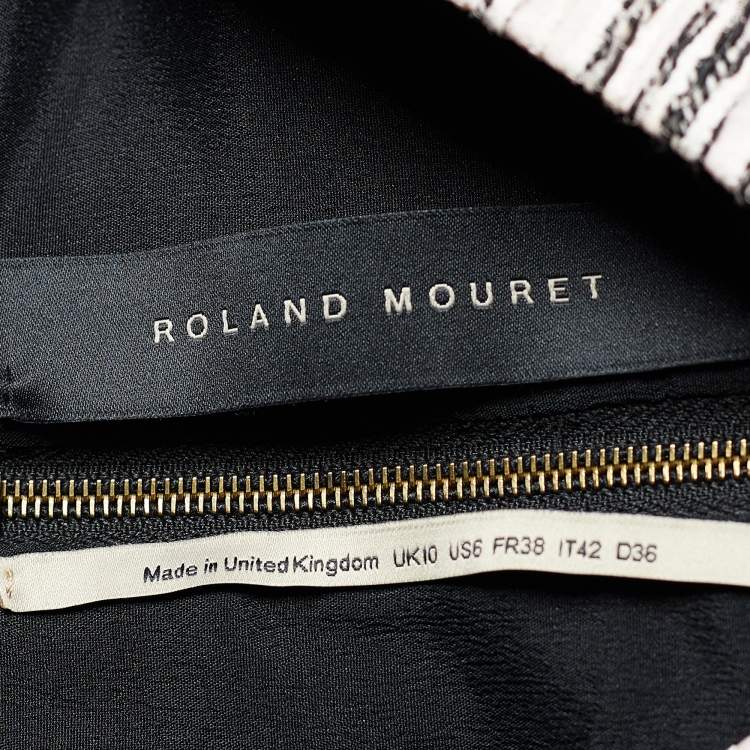 ROLAND MOURET
Made in United Kingdom UK10 US6 FR38 IT42 D36